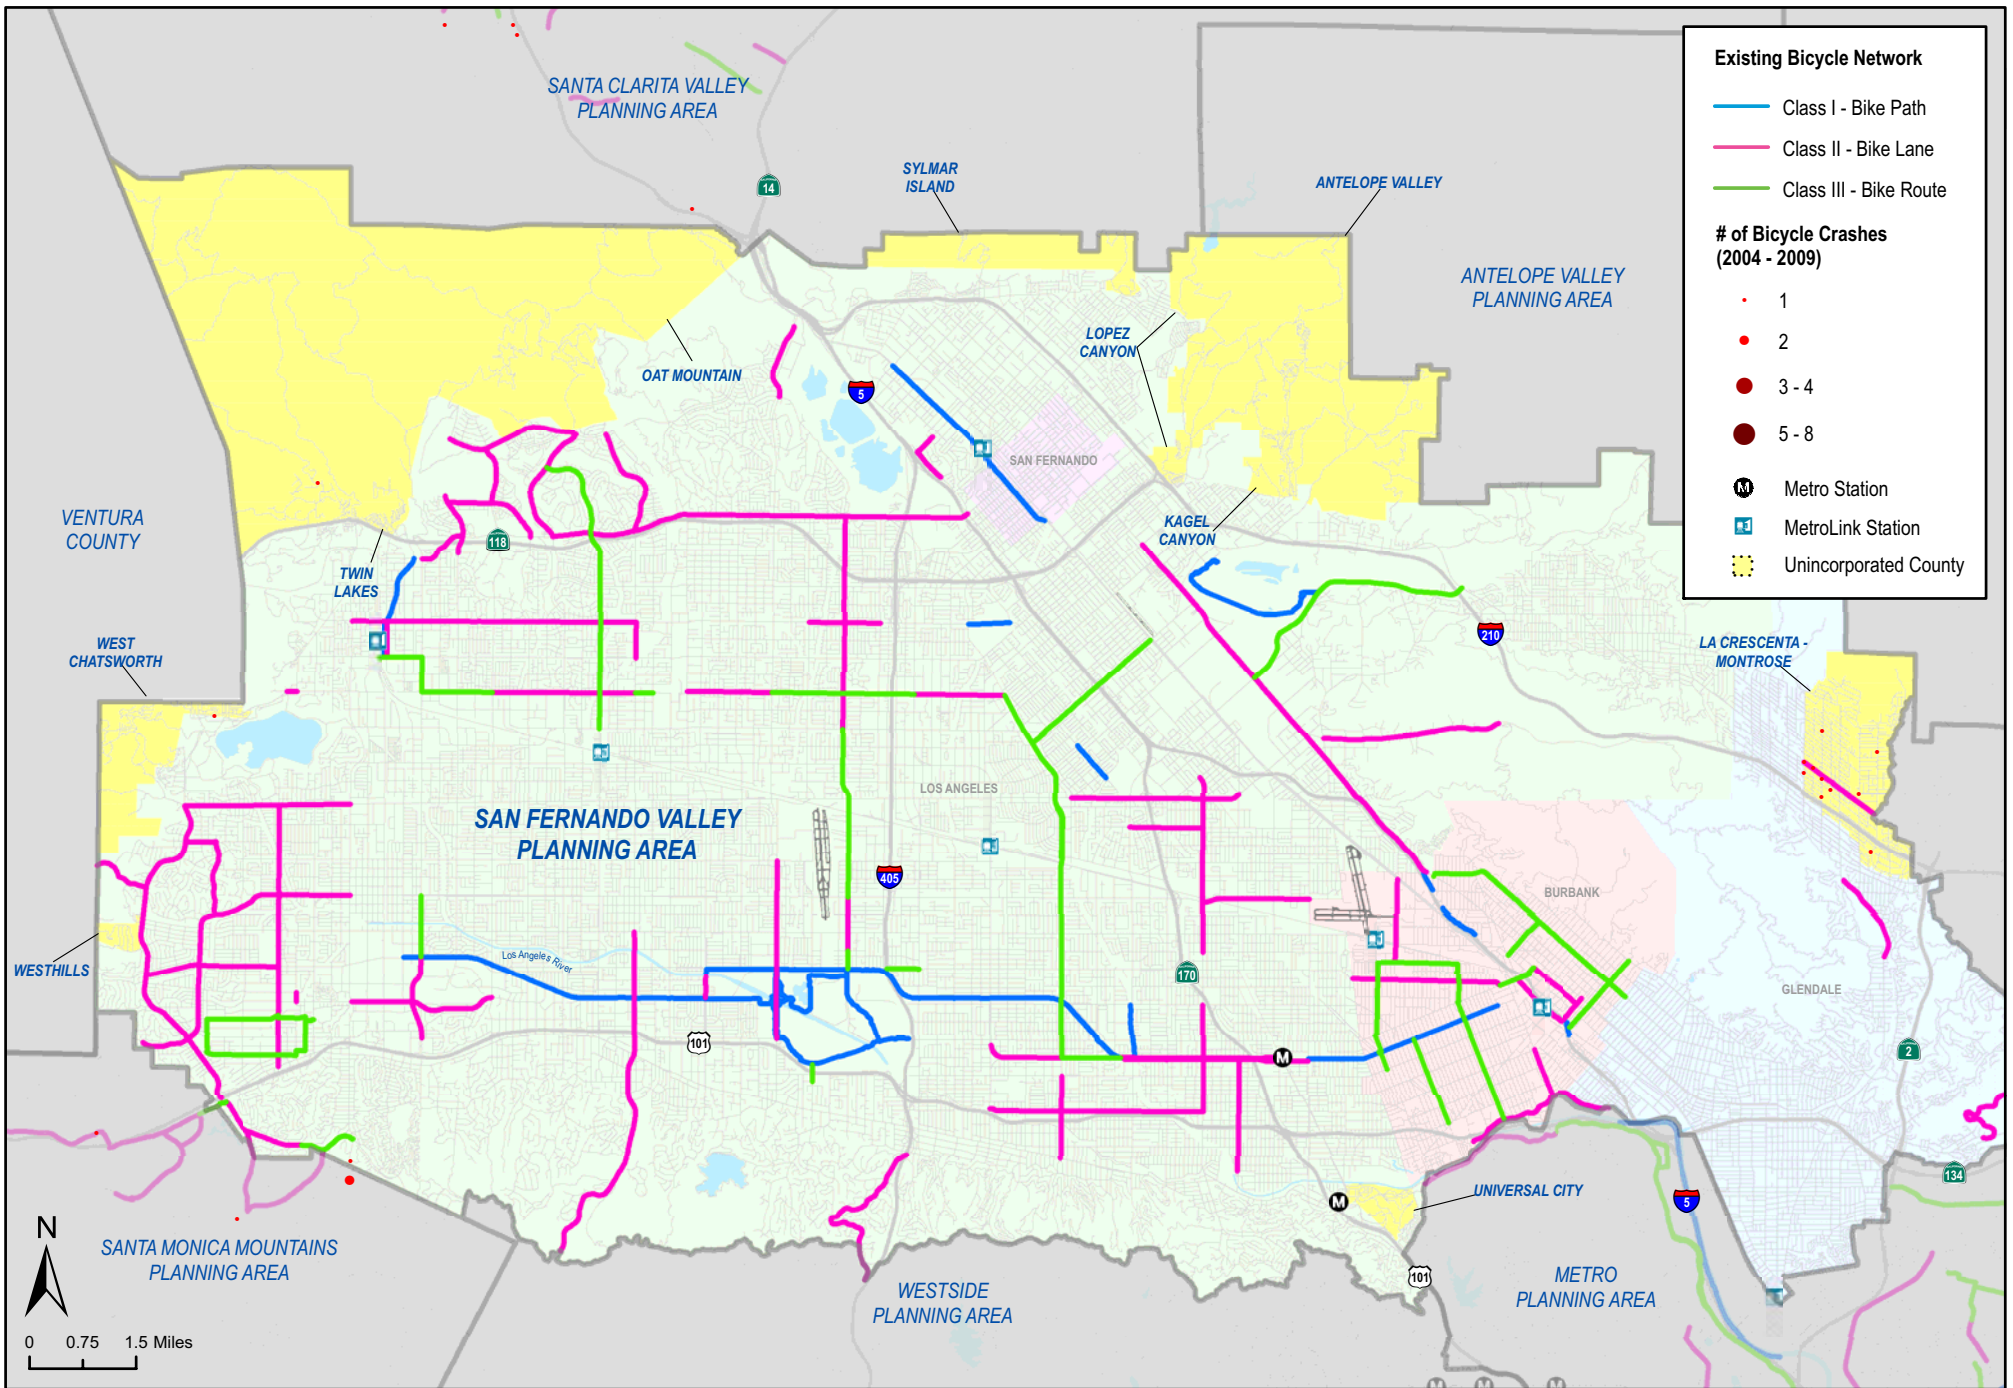 Existing Bicycle Network
Class I - Bike Path
Class II - Bike Lane
Class III - Bike Route
# of Bicycle Crashes
(2004 - 2009)
1
2
3 - 4
5 - 8
M
Metro Station
MetroLink Station
Unincorporated County
SANTA CLARITA VALLEY
PLANNING AREA
14
SYLMAR
ISLAND
ANTELOPE VALLEY
ANTELOPE VALLEY
PLANNING AREA
LOPEZ
CANYON
OAT MOUNTAIN
5
SAN FERNANDO
VENTURA
COUNTY
118
KAGEL
CANYON
TWIN
LAKES
210
WEST
CHATSWORTH
LA CRESCENTA -
MONTROSE
SAN FERNANDO VALLEY
PLANNING AREA
LOS ANGELES
405
BURBANK
WESTHILLS
Los Angeles River
170
GLENDALE
101
M
2
134
M
UNIVERSAL CITY
5
N
SANTA MONICA MOUNTAINS
PLANNING AREA
WESTSIDE
PLANNING AREA
101
METRO
PLANNING AREA
0 0.75 1.5 Miles
M M M